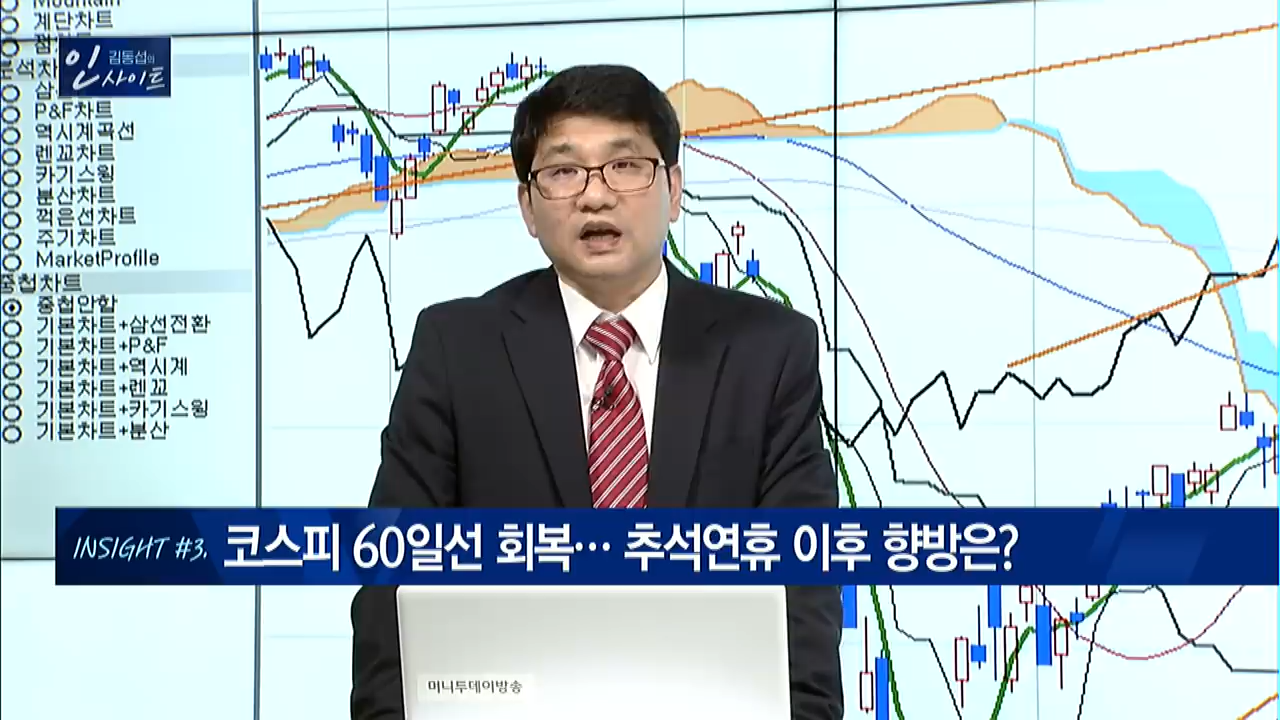 Mountain
계단차트
김동섭의
인사이트
P&F차트
역시계곡선
렌꼬차트
카기스윙
분산차트
꺽은선차트
주기차트
MarketProfile
중첩차트
중첩안함
기본차트+삼선전환
기본차트+P&F
기본차트+역시계
기본차트+렌꼬
기본차트+카기스윙
기본차트+분산
INSIGHT #3. 코스피 60일선 회복… 추석연휴 이후 향방은?
머니투데이방송